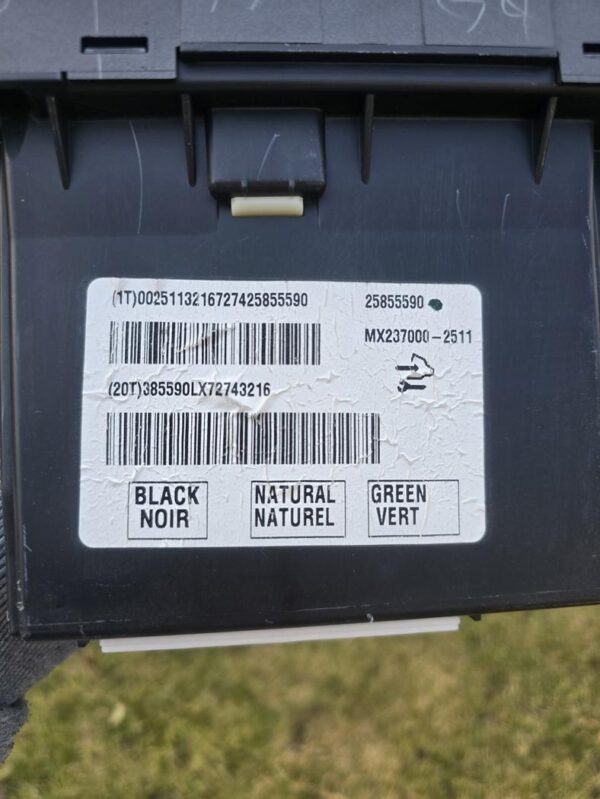 (1T)0025113216727425855590 25855590
MX237000-2511
(20T)385590LX72743216
BLACK
NOIR
NATURAL
NATUREL
GREEN
VERT